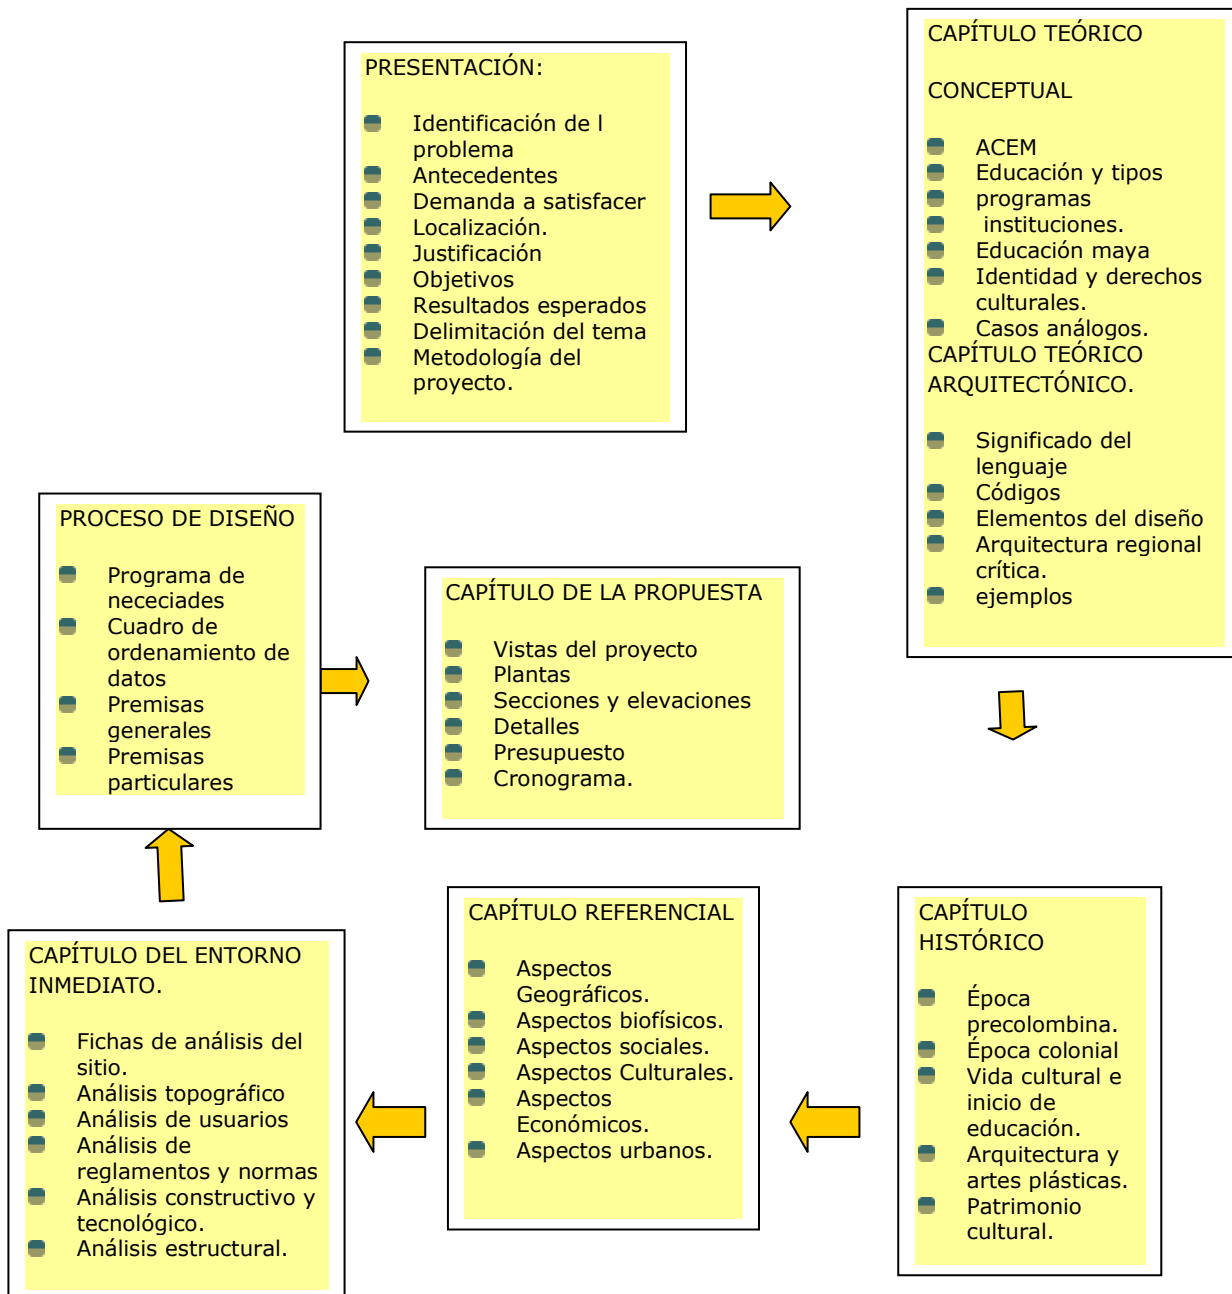 PRESENTACIÓN:
Identificación de l
problema
Antecedentes
Demanda a satisfacer
Localización.
Justificación
Objetivos
Resultados esperados
Delimitación del tema
Metodología del
proyecto.
CAPÍTULO TEÓRICO
CONCEPTUAL
ACEM
Educación y tipos
programas
instituciones.
Educación maya
Identidad y derechos
culturales.
Casos análogos.
CAPÍTULO TEÓRICO
ARQUITECTÓNICO.
Significado del
lenguaje
Códigos
Elementos del diseño
Arquitectura regional
crítica.
ejemplos
CAPÍTULO
HISTÓRICO
Época
precolombina.
Época colonial
Vida cultural e
inicio de
educación.
Arquitectura y
artes plásticas.
Patrimonio
cultural.
CAPÍTULO REFERENCIAL
Aspectos
Geográficos.
Aspectos biofísicos.
Aspectos sociales.
Aspectos Culturales.
Aspectos
Económicos.
Aspectos urbanos.
CAPÍTULO DEL ENTORNO
INMEDIATO.
Fichas de análisis del
sitio.
Análisis topográfico
Análisis de usuarios
Análisis de
reglamentos y normas
Análisis constructivo y
tecnológico.
Análisis estructural.
PROCESO DE DISEÑO
Programa de
nececiades
Cuadro de
ordenamiento de
datos
Premisas
generales
Premisas
particulares
CAPÍTULO DE LA PROPUESTA
Vistas del proyecto
Plantas
Secciones y elevaciones
Detalles
Presupuesto
Cronograma.